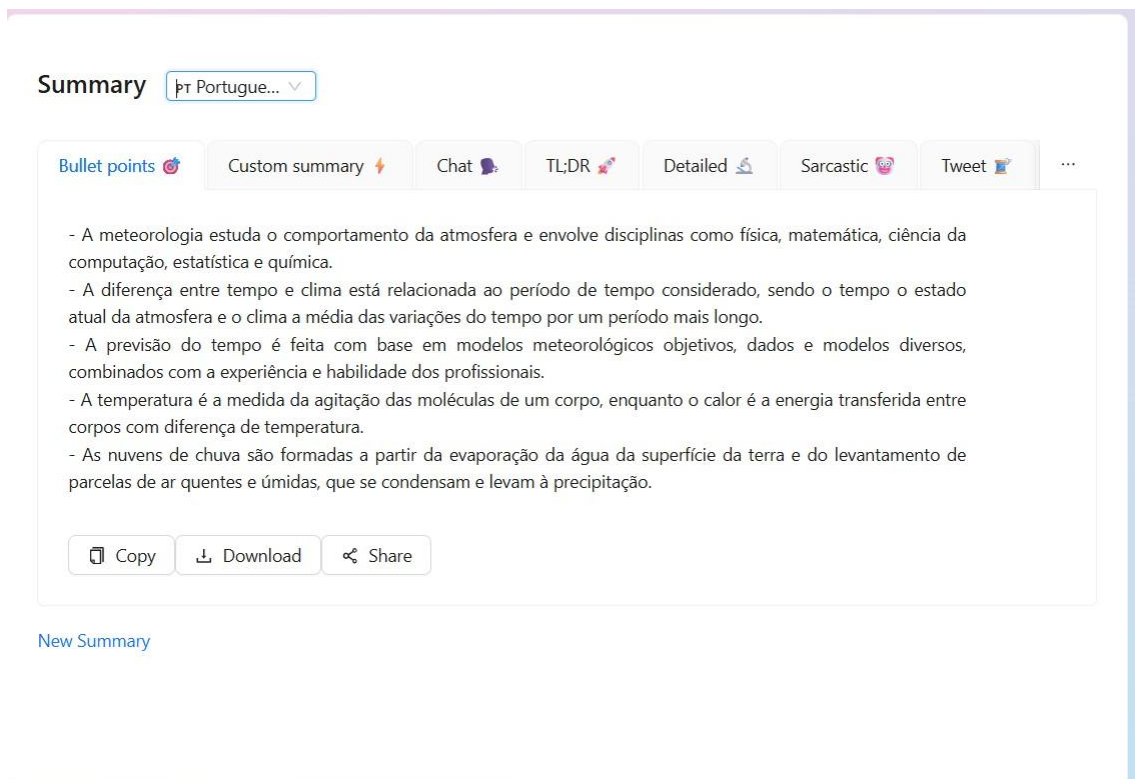 Summary PT Portugue...
Bullet points 🎯 Custom summary ⚡ Chat 🗣 TL;DR 🚀 Detailed 🔬 Sarcastic 🤡 Tweet 🧵 ...
- A meteorologia estuda o comportamento da atmosfera e envolve disciplinas como física, matemática, ciência da
computação, estatística e química.
- A diferença entre tempo e clima está relacionada ao período de tempo considerado, sendo o tempo o estado
atual da atmosfera e o clima a média das variações do tempo por um período mais longo.
- A previsão do tempo é feita com base em modelos meteorológicos objetivos, dados e modelos diversos,
combinados com a experiência e habilidade dos profissionais.
- A temperatura é a medida da agitação das moléculas de um corpo, enquanto o calor é a energia transferida entre
corpos com diferença de temperatura.
- As nuvens de chuva são formadas a partir da evaporação da água da superfície da terra e do levantamento de
parcelas de ar quentes e úmidas, que se condensam e levam à precipitação.
Copy Download Share
New Summary